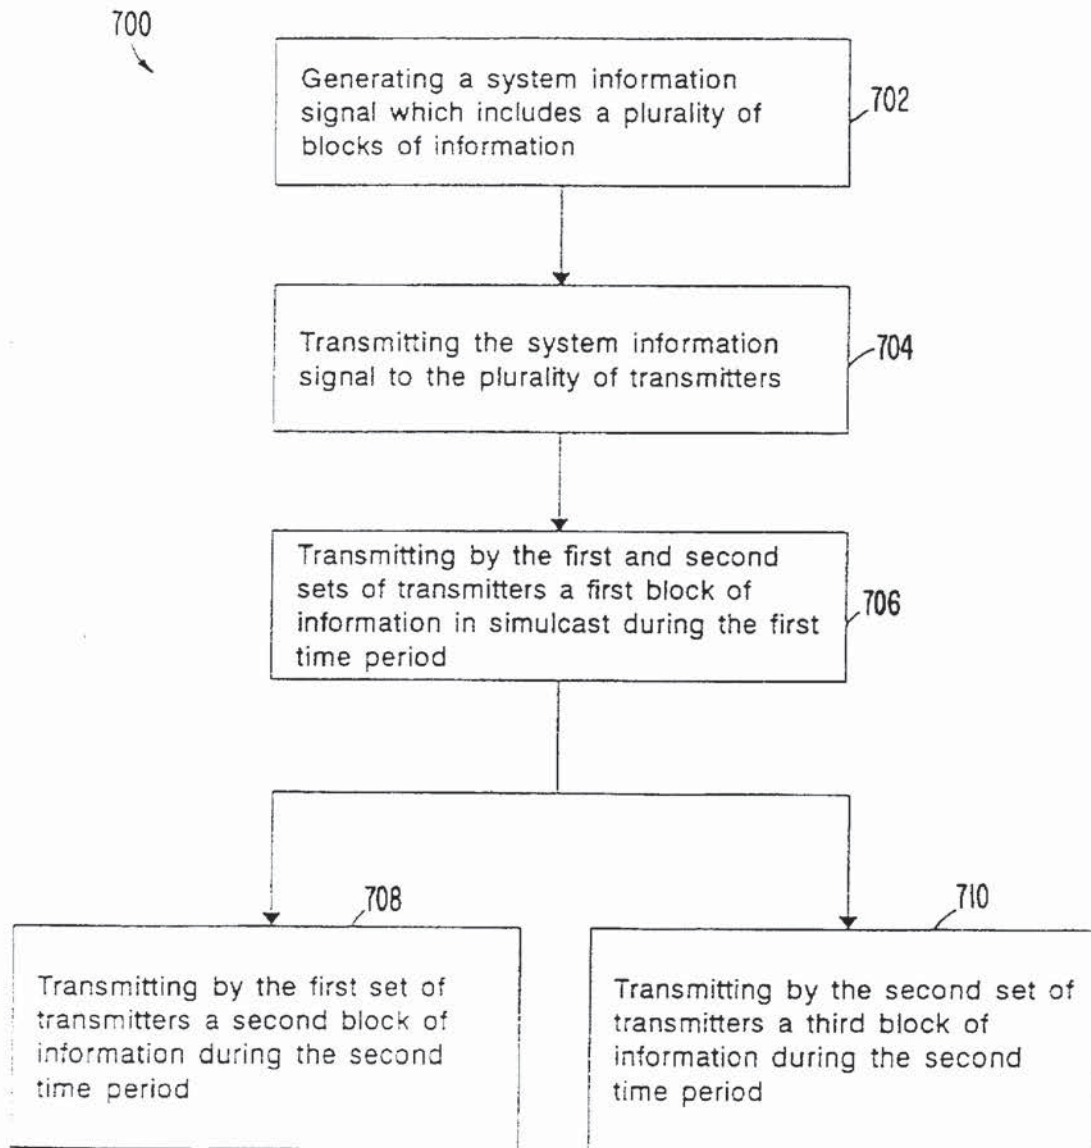 700
Generating a system information
signal which includes a plurality of
blocks of information
702
Transmitting the system information
signal to the plurality of transmitters
704
Transmitting by the first and second
sets of transmitters a first block of
information in simulcast during the first
time period
706
708
Transmitting by the first set of
transmitters a second block of
information during the second
time period
710
Transmitting by the second set of
transmitters a third block of
information during the second
time period